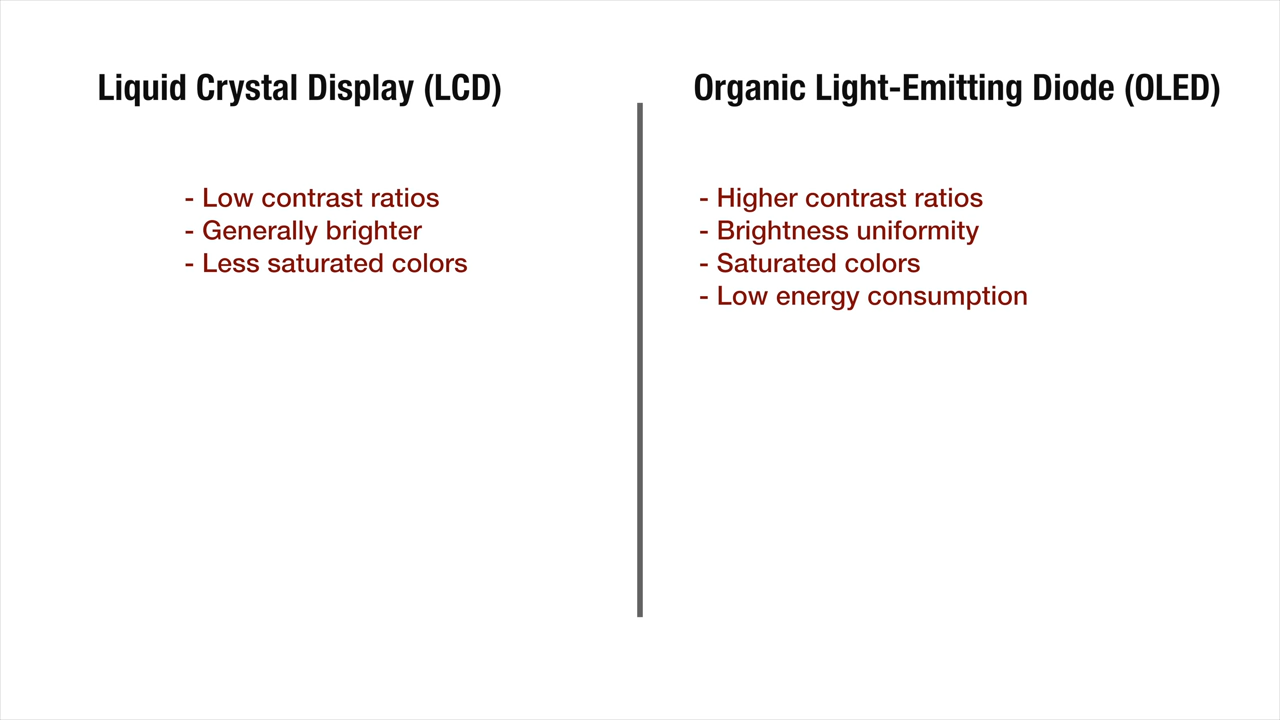 Liquid Crystal Display (LCD)
- Low contrast ratios
- Generally brighter
- Less saturated colors
Organic Light-Emitting Diode (OLED)
- Higher contrast ratios
- Brightness uniformity
- Saturated colors
- Low energy consumption